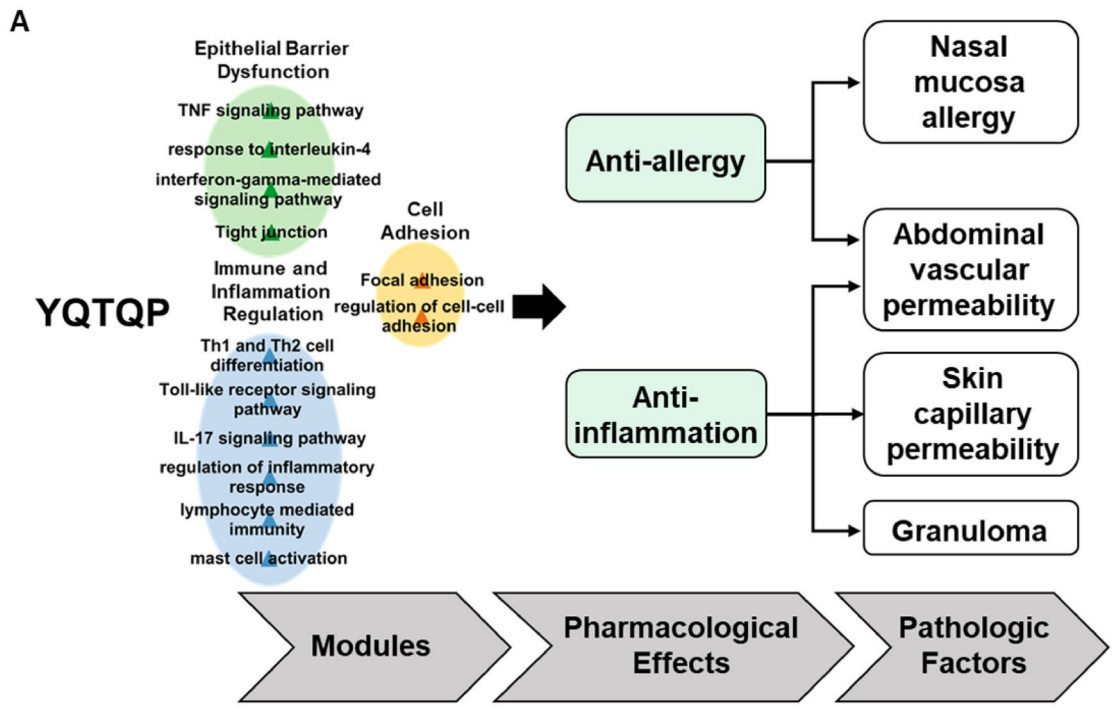 A
YQTQP
Epithelial Barrier
Dysfunction
TNF signaling pathway
response to interleukin-4
interferon-gamma-mediated
signaling pathway
Tight junction
Cell
Adhesion
Focal adhesion
regulation of cell-cell
adhesion
Immune and
Inflammation
Regulation
Th1 and Th2 cell
differentiation
Toll-like receptor signaling
pathway
IL-17 signaling pathway
regulation of inflammatory
response
lymphocyte mediated
immunity
mast cell activation
Anti-allergy
Anti-
inflammation
Nasal
mucosa
allergy
Abdominal
vascular
permeability
Skin
capillary
permeability
Granuloma
Modules
Pharmacological
Effects
Pathologic
Factors